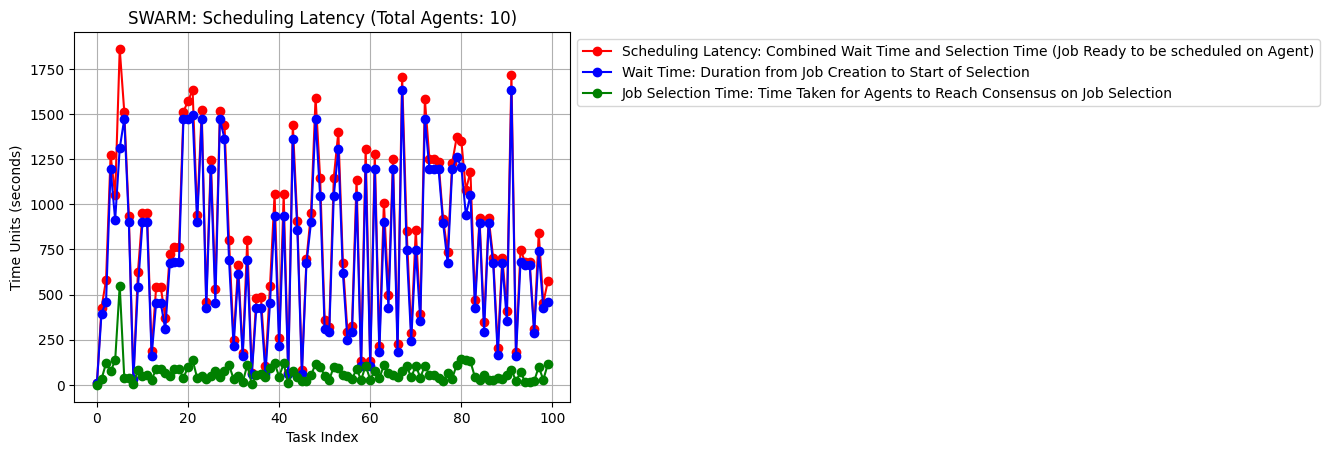 SWARM: Scheduling Latency (Total Agents: 10)
Scheduling Latency: Combined Wait Time and Selection Time (Job Ready to be scheduled on Agent)
Wait Time: Duration from Job Creation to Start of Selection
Job Selection Time: Time Taken for Agents to Reach Consensus on Job Selection
Time Units (seconds)
1750
1500
1250
1000
750
500
250
0
0 20 40 60 80 100
Task Index